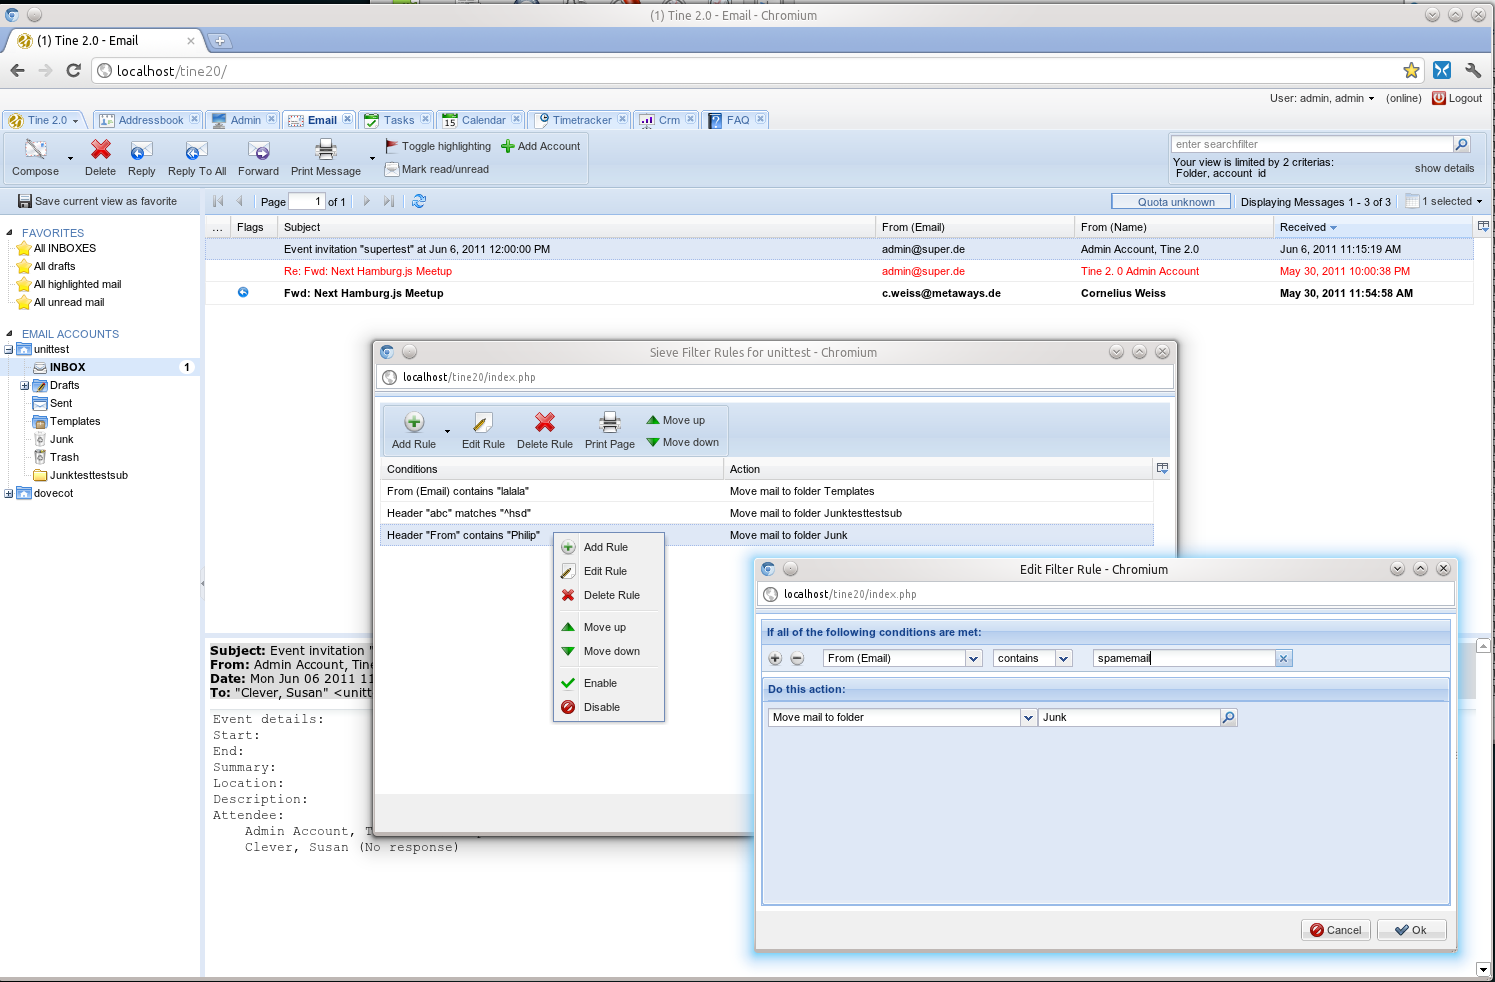 (1) Tine 2.0 - Email - Chromium
(1) Tine 2.0 - Email
localhost/tine20/
User: admin, admin (online) Logout
Tine 2.0 Addressbook Admin Email Tasks Calendar Timetracker Crm FAQ
Compose Delete Reply Reply To All Forward Print Message
Toggle highlighting Add Account
Mark read/unread
enter searchfilter
Your view is limited by 2 criterias:
Folder, account_id
show details
Save current view as favorite
Page 1 of 1
Quota unknown Displaying Messages 1 - 3 of 3 1 selected
... Flags Subject From (Email) From (Name) Received
Event invitation "supertest" at Jun 6, 2011 12:00:00 PM admin@super.de Admin Account, Tine 2.0 Jun 6, 2011 11:15:19 AM
Re: Fwd: Next Hamburg.js Meetup admin@super.de Tine 2. 0 Admin Account May 30, 2011 10:00:38 PM
Fwd: Next Hamburg.js Meetup c.weiss@metaways.de Cornelius Weiss May 30, 2011 11:54:58 AM
FAVORITES
All INBOXES
All drafts
All highlighted mail
All unread mail
EMAIL ACCOUNTS
unittest
INBOX 1
Drafts
Sent
Templates
Junk
Trash
Junktesttestsub
dovecot
Sieve Filter Rules for unittest - Chromium
localhost/tine20/index.php
Add Rule Edit Rule Delete Rule Print Page
Move up
Move down
Conditions Action
From (Email) contains "lalala" Move mail to folder Templates
Header "abc" matches "^hsd" Move mail to folder Junktesttestsub
Header "From" contains "Philip" Move mail to folder Junk
Add Rule
Edit Rule
Delete Rule
Move up
Move down
Enable
Disable
Edit Filter Rule - Chromium
localhost/tine20/index.php
If all of the following conditions are met:
From (Email) contains spamemail
Do this action:
Move mail to folder Junk
Cancel Ok
Subject: Event invitation "
From: Admin Account, Tine
Date: Mon Jun 06 2011 11
To: "Clever, Susan" <unitt
Event details:
Start:
End:
Summary:
Location:
Description:
Attendee:
Admin Account, T
Clever, Susan (No response)